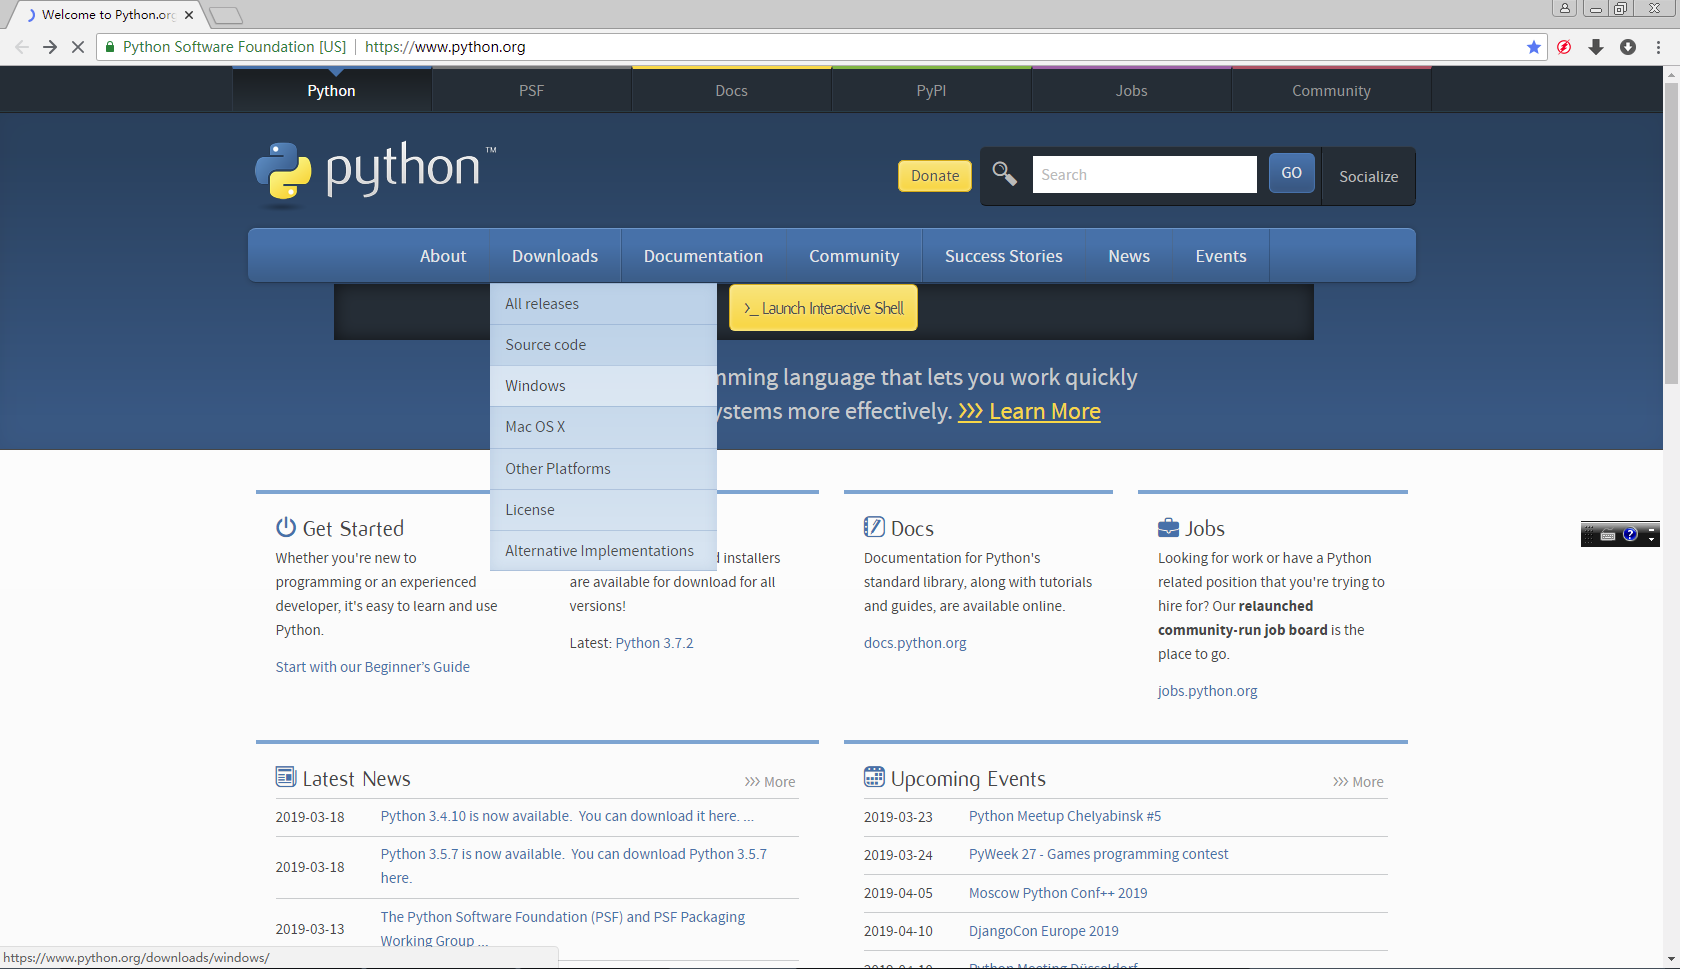 Welcome to Python.org
Python Software Foundation [US] https://www.python.org
Python PSF Docs PyPI Jobs Community
python™
Donate Search GO Socialize
About Downloads Documentation Community Success Stories News Events
All releases
>_ Launch Interactive Shell
Source code
Windows
mming language that lets you work quickly
Mac OS X
ystems more effectively. >>> Learn More
Other Platforms
License
Alternative Implementations
Get Started
Whether you're new to
programming or an experienced
developer, it's easy to learn and use
Python.
Start with our Beginner’s Guide
d installers
are available for download for all
versions!
Latest: Python 3.7.2
Docs
Documentation for Python's
standard library, along with tutorials
and guides, are available online.
docs.python.org
Jobs
Looking for work or have a Python
related position that you're trying to
hire for? Our relaunched
community-run job board is the
place to go.
jobs.python.org
Latest News
>>> More
2019-03-18 Python 3.4.10 is now available. You can download it here. ...
2019-03-18 Python 3.5.7 is now available. You can download Python 3.5.7
here.
2019-03-13 The Python Software Foundation (PSF) and PSF Packaging
Working Group ...
Upcoming Events
>>> More
2019-03-23 Python Meetup Chelyabinsk #5
2019-03-24 PyWeek 27 - Games programming contest
2019-04-05 Moscow Python Conf++ 2019
2019-04-10 DjangoCon Europe 2019
Python Meeting Düsseldorf
https://www.python.org/downloads/windows/